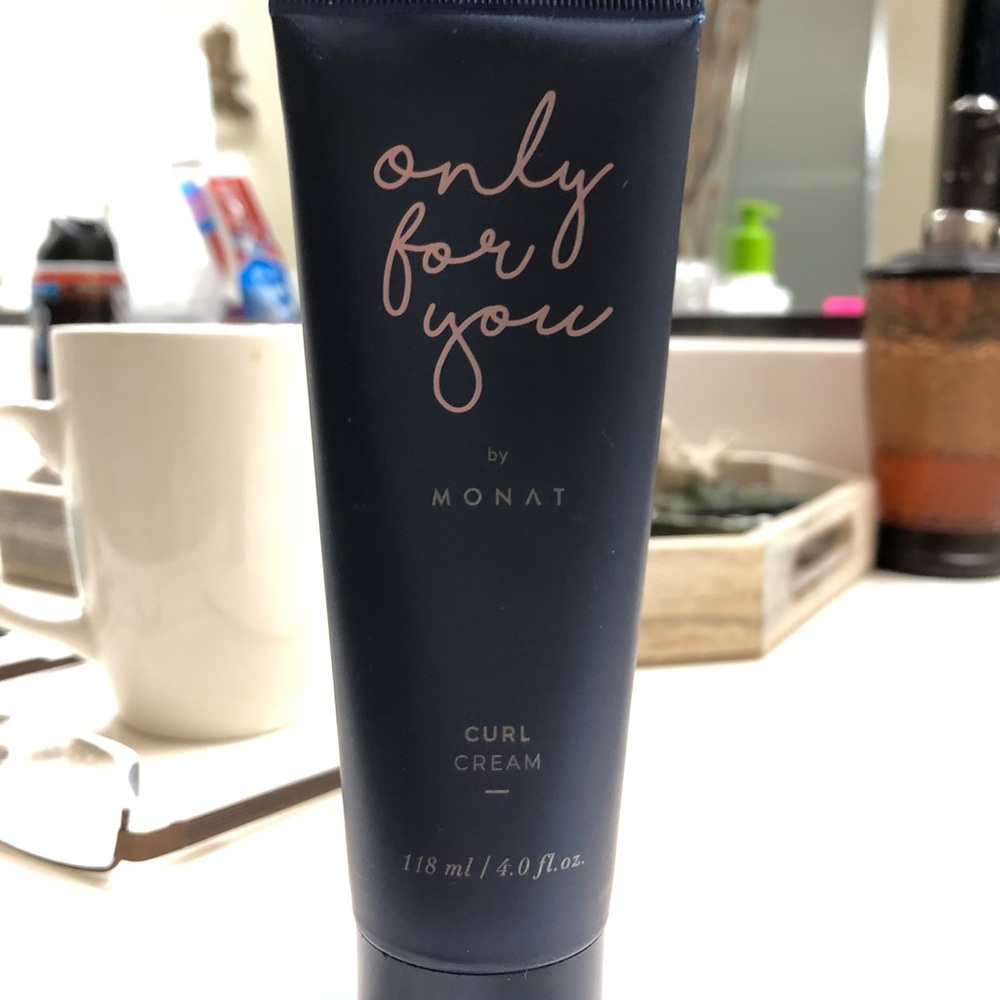 only
for
you
by
MONAT
CURL
CREAM
118 ml / 4.0 fl.oz.